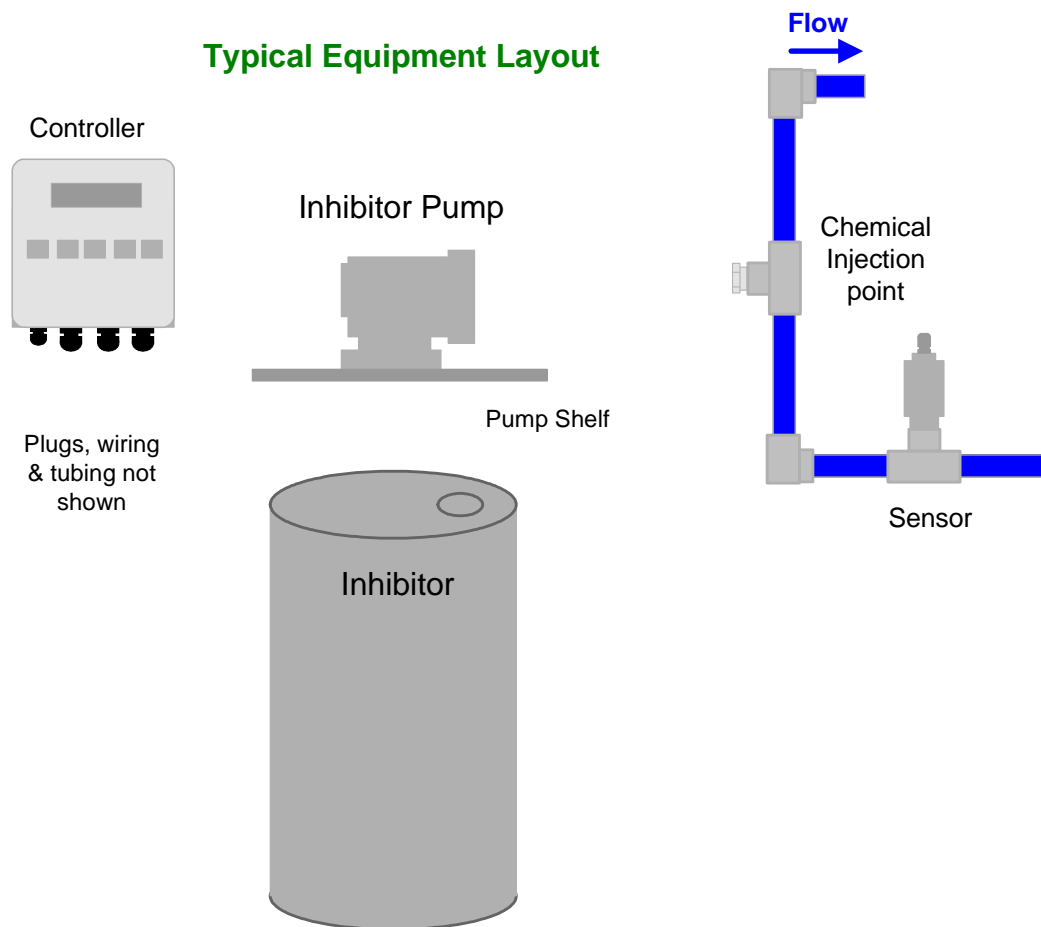 Flow
Typical Equipment Layout
Controller
Inhibitor Pump
Chemical
Injection
point
Pump Shelf
Plugs, wiring
& tubing not
shown
Sensor
Inhibitor